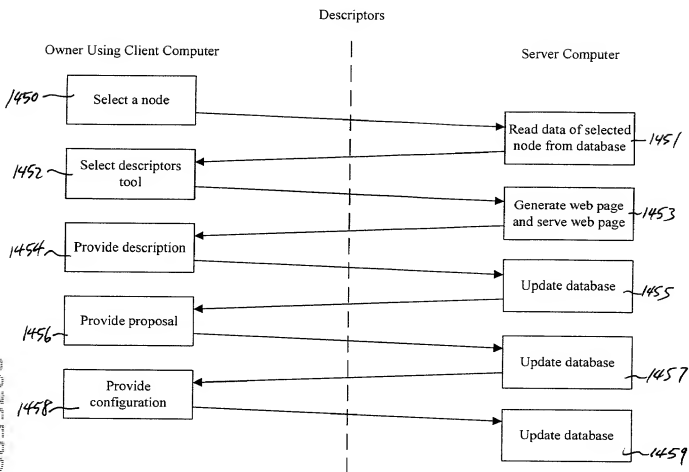 Descriptors
Owner Using Client Computer
Server Computer
1450
Select a node
Read data of selected
node from database
1451
1452
Select descriptors
tool
Generate web page
and serve web page
1453
1454
Provide description
Update database
1455
1456
Provide proposal
Update database
1457
1458
Provide
configuration
Update database
1459